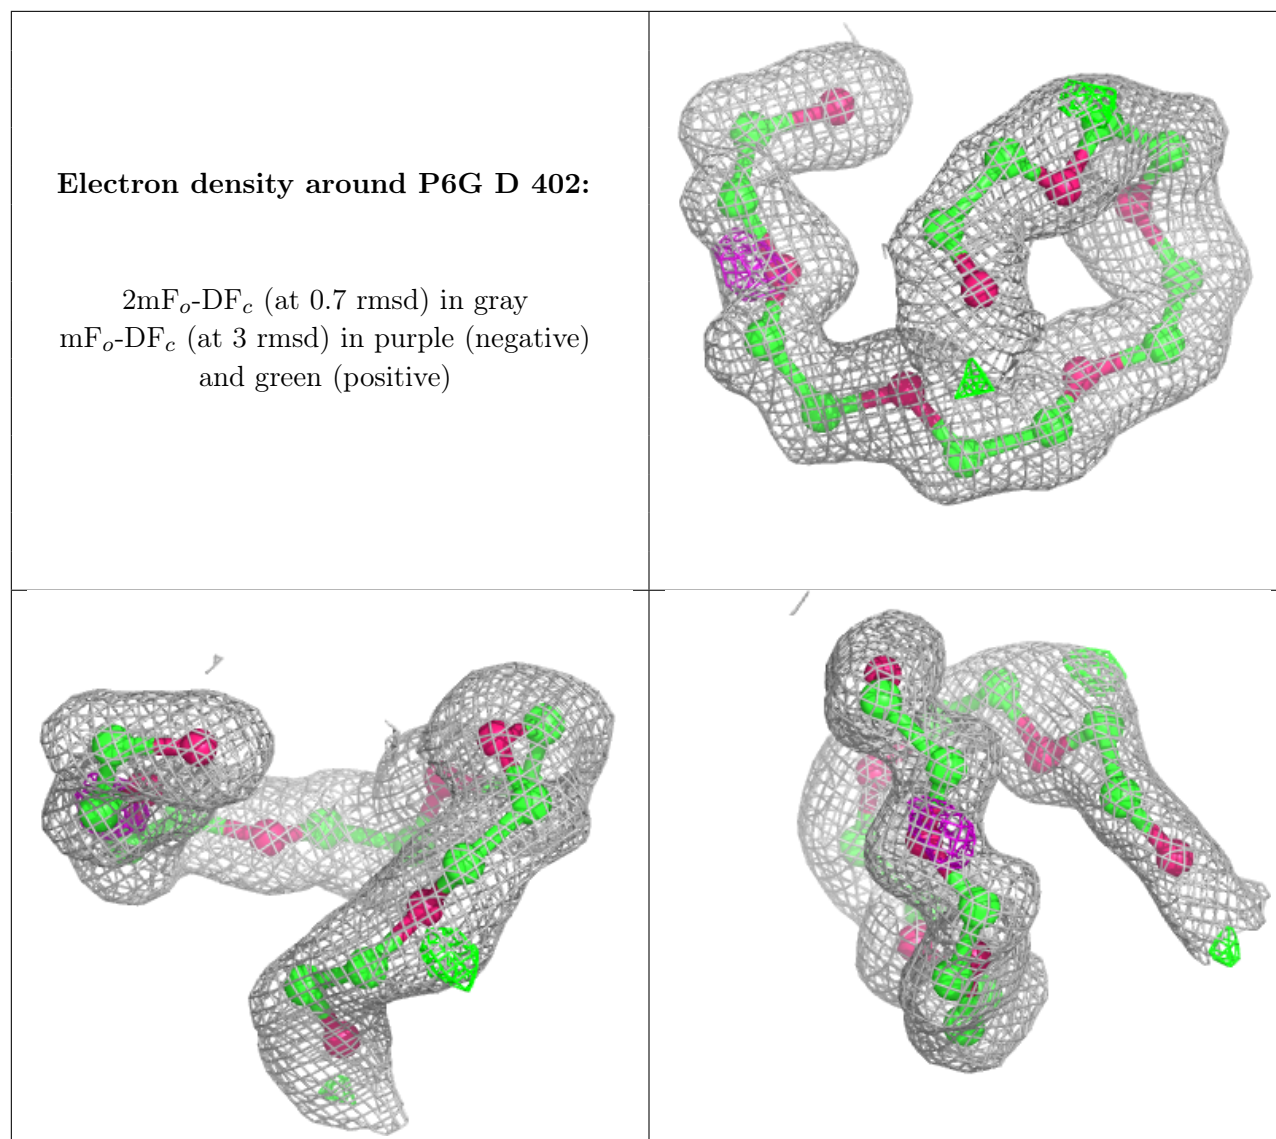 Electron density around P6G D 402:
2mFₒ-DF𝒸 (at 0.7 rmsd) in gray
mFₒ-DF𝒸 (at 3 rmsd) in purple (negative)
and green (positive)